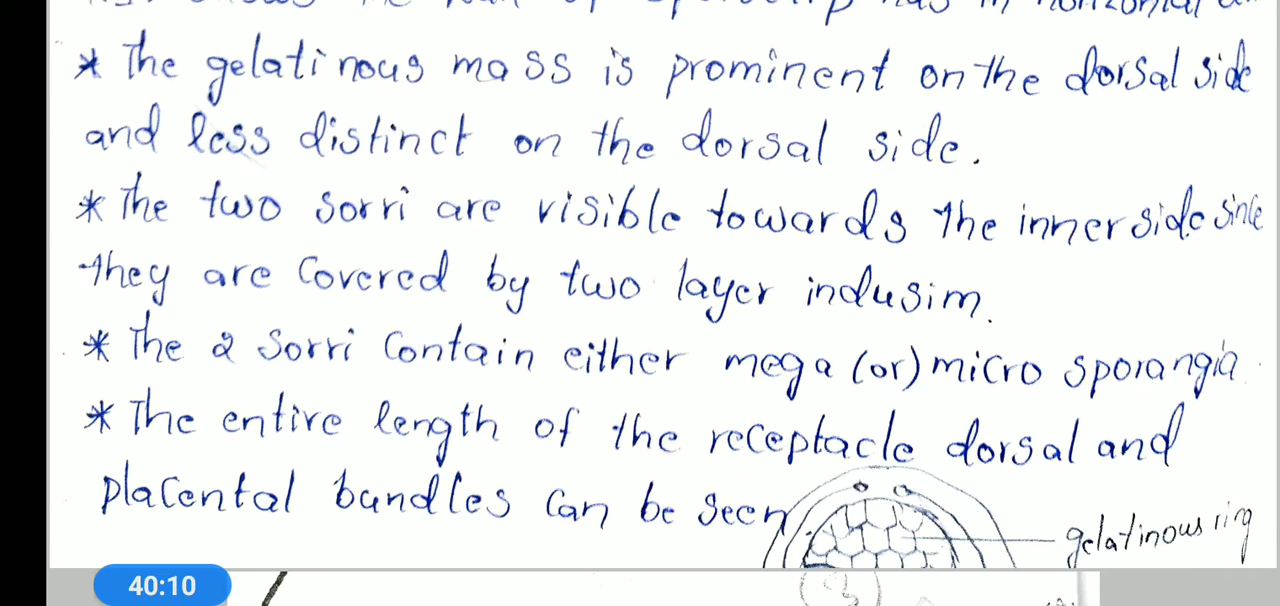 * The gelatinous mass is prominent on the dorsal side
and less distinct on the dorsal side.
* The two sorri are visible towards the inner side since
they are covered by two layer indusim.
* The 2 sorri contain either mega (or) micro sporangia
* The entire length of the receptacle dorsal and
placental bundles can be seen
gelatinous ring
40:10